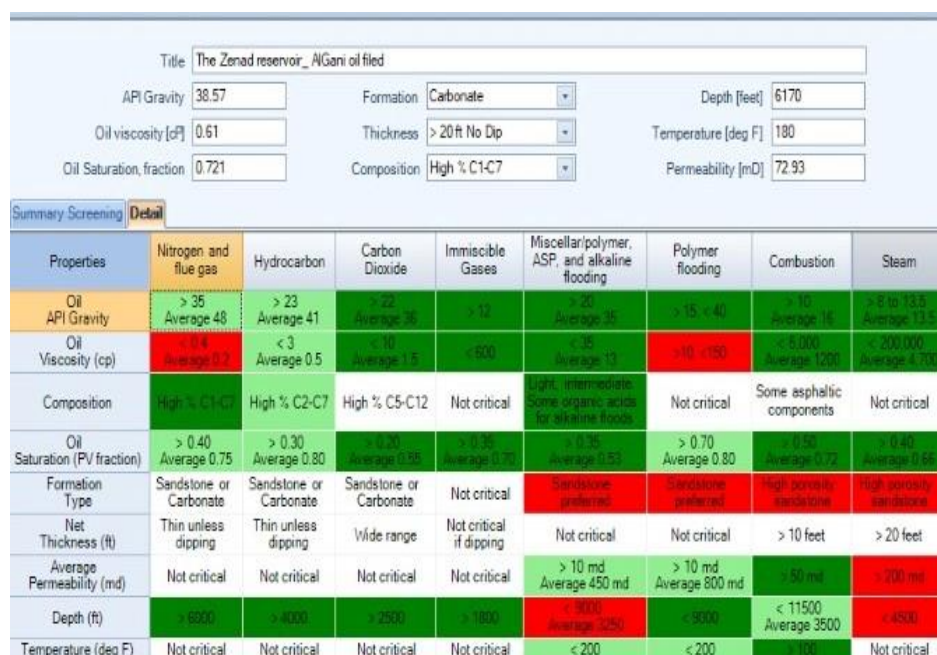 Title The Zenad reservoir_ AlGani oil filed
API Gravity 38.57 Formation Carbonate Depth [feet] 6170
Oil viscosity [cP] 0.61 Thickness > 20 ft No Dip Temperature [deg F] 180
Oil Saturation, fraction 0.721 Composition High % C1-C7 Permeability [mD] 72.93
Summary Screening Detail
Properties
Nitrogen and
flue gas
Hydrocarbon
Carbon
Dioxide
Immiscible
Gases
Miscellar/polymer,
ASP, and alkaline
flooding
Polymer
flooding
Combustion
Steam
Oil
API Gravity
> 35
Average 48
> 23
Average 41
> 22
Average 36
> 12
> 20
Average 35
> 15, < 40
> 10
Average 16
> 8 to 13.5
Average 13.5
Oil
Viscosity (cp)
< 0.4
Average 0.2
< 3
Average 0.5
< 10
Average 1.5
< 600
< 35
Average 13
>10, <150
< 5,000
Average 1200
< 200,000
Average 4,700
Composition
High % C1-C7
High % C2-C7
High % C5-C12
Not critical
Light, intermediate.
Some organic acids
for alkaline floods
Not critical
Some asphaltic
components
Not critical
Oil
Saturation (PV fraction)
> 0.40
Average 0.75
> 0.30
Average 0.80
> 0.20
Average 0.55
> 0.35
Average 0.70
> 0.35
Average 0.53
> 0.70
Average 0.80
> 0.50
Average 0.72
> 0.40
Average 0.66
Formation
Type
Sandstone or
Carbonate
Sandstone or
Carbonate
Sandstone or
Carbonate
Not critical
Sandstone
preferred
Sandstone
preferred
High porosity
sandstone
High porosity
sandstone
Net
Thickness (ft)
Thin unless
dipping
Thin unless
dipping
Wide range
Not critical
if dipping
Not critical
Not critical
> 10 feet
> 20 feet
Average
Permeability (md)
Not critical
Not critical
Not critical
Not critical
> 10 md
Average 450 md
> 10 md
Average 800 md
> 50 md
> 200 md
Depth (ft)
> 6000
> 4000
> 2500
> 1800
< 9000
Average 3250
< 9000
< 11500
Average 3500
< 4500
Temperature (deg F)
Not critical
Not critical
Not critical
Not critical
< 200
< 200
> 100
Not critical